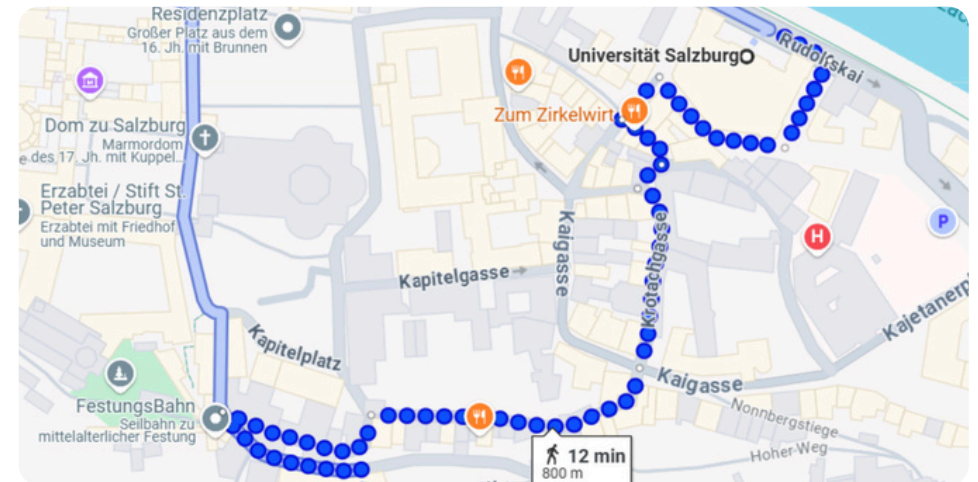 Residenzplatz
Großer Platz aus dem
16. Jh. mit Brunnen
Universität Salzburg
Rudolfskai
Zum Zirkelwirt
Dom zu Salzburg
Marmordom
des 17. Jh. mit Kuppel...
Erzabtei / Stift St.
Peter Salzburg
Erzabtei mit Friedhof
und Museum
H
P
Kaigasse
Krotachgasse
Kapitelgasse
Kapitelplatz
FestungsBahn
Seilbahn zu
mittelalterlicher Festung
Kaigasse
Nonnbergstiege
Hoher Weg
12 min
800 m